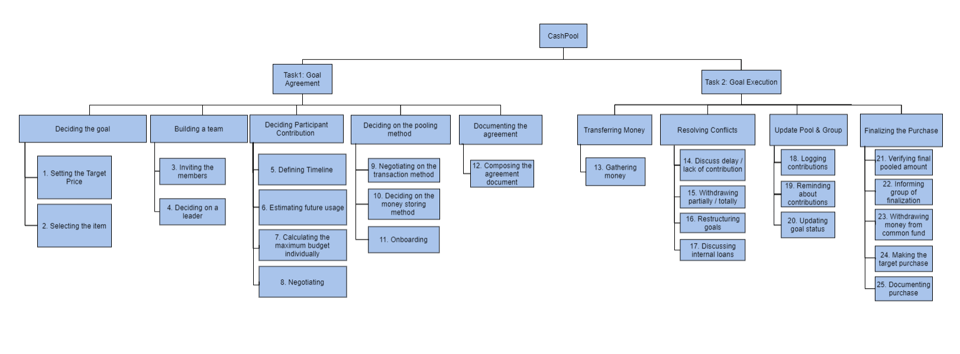 CashPool
Task1: Goal
Agreement
Task 2: Goal Execution
Deciding the goal
Building a team
Deciding Participant
Contribution
Deciding on the pooling
method
Documenting the
agreement
Transferring Money
Resolving Conflicts
Update Pool & Group
Finalizing the Purchase
1. Setting the Target
Price
2. Selecting the item
3. Inviting the
members
4. Deciding on a
leader
5. Defining Timeline
6. Estimating future usage
7. Calculating the
maximum budget
individually
8. Negotiating
9. Negotiating on the
transaction method
10. Deciding on the
money storing
method
11. Onboarding
12. Composing the
agreement
document
13. Gathering
money
14. Discuss delay /
lack of contribution
15. Withdrawing
partially / totally
16. Restructuring
goals
17. Discussing
internal loans
18. Logging
contributions
19. Reminding
about
contributions
20. Updating
goal status
21. Verifying final
pooled amount
22. Informing
group of
finalization
23. Withdrawing
money from
common fund
24. Making the
target purchase
25. Documenting
purchase